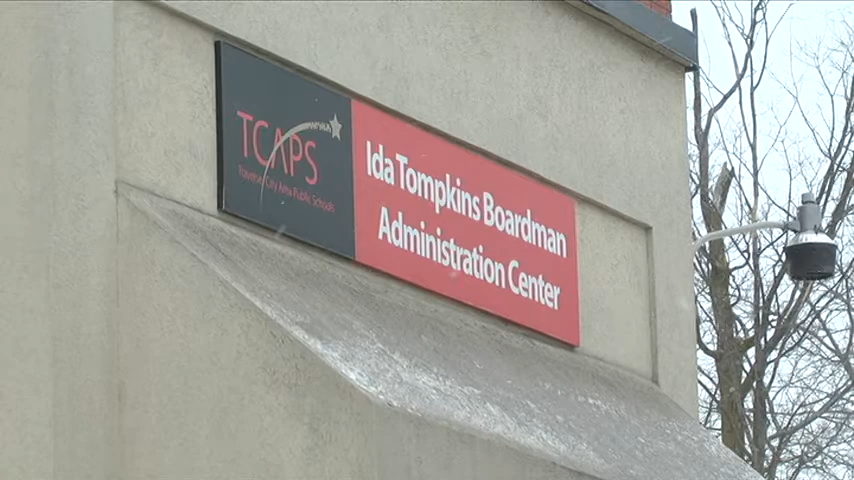 TCAPS
Traverse City Area Public Schools
Ida Tompkins Boardman
Administration Center